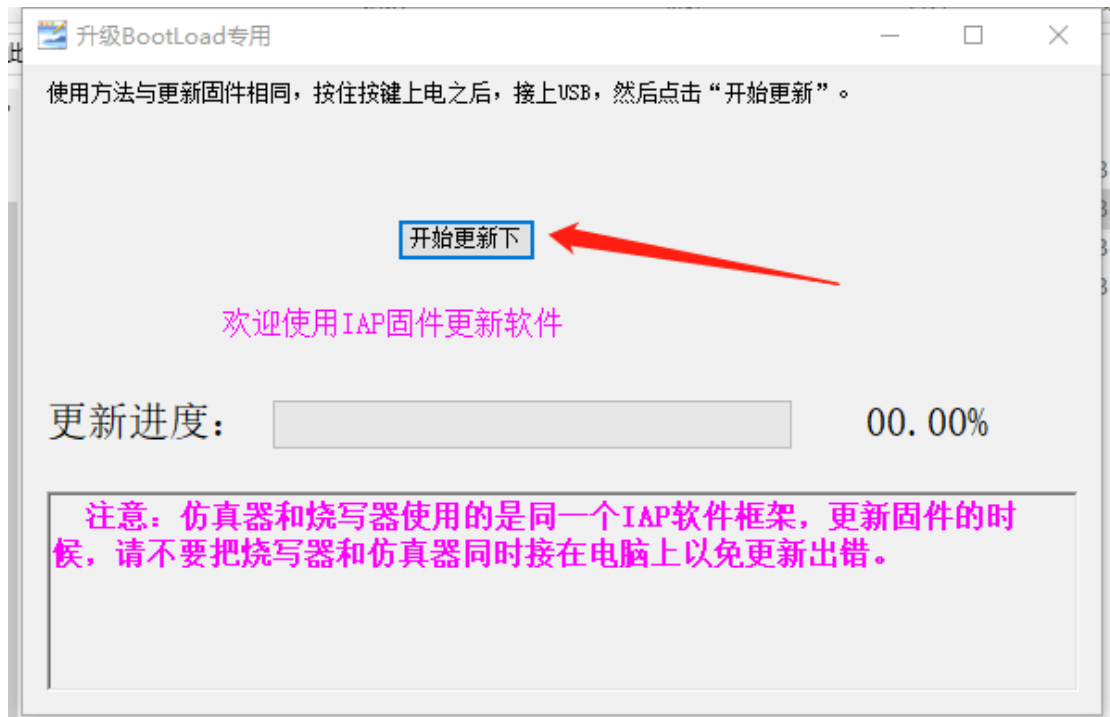 升级BootLoad专用
使用方法与更新固件相同，按住按键上电之后，接上USB，然后点击“开始更新”。
开始更新下
欢迎使用IAP固件更新软件
更新进度：
00.00%
注意：仿真器和烧写器使用的是同一个IAP软件框架，更新固件的时
候，请不要把烧写器和仿真器同时接在电脑上以免更新出错。